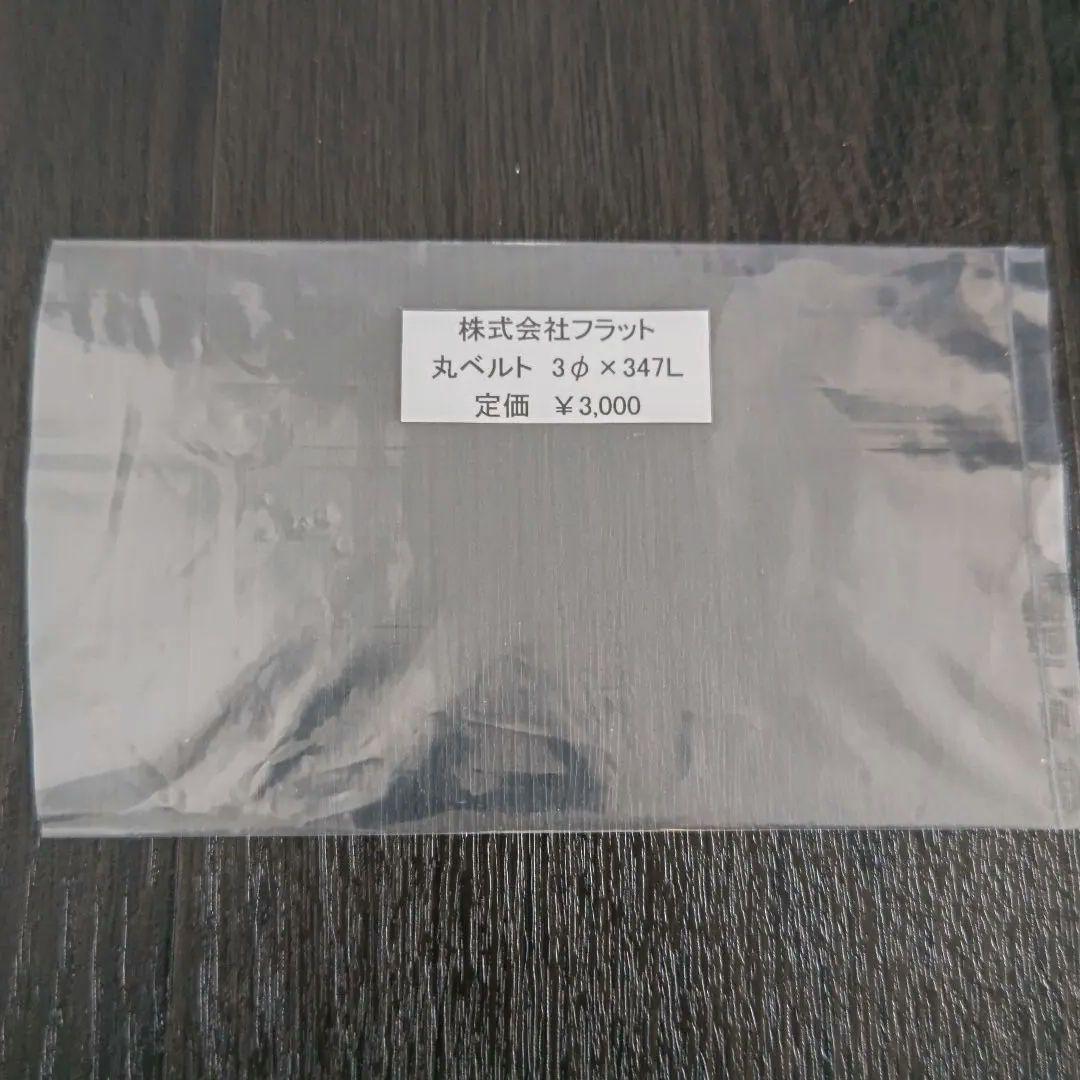 株式会社フラット
丸ベルト 3φ×347L
定価 ￥3,000